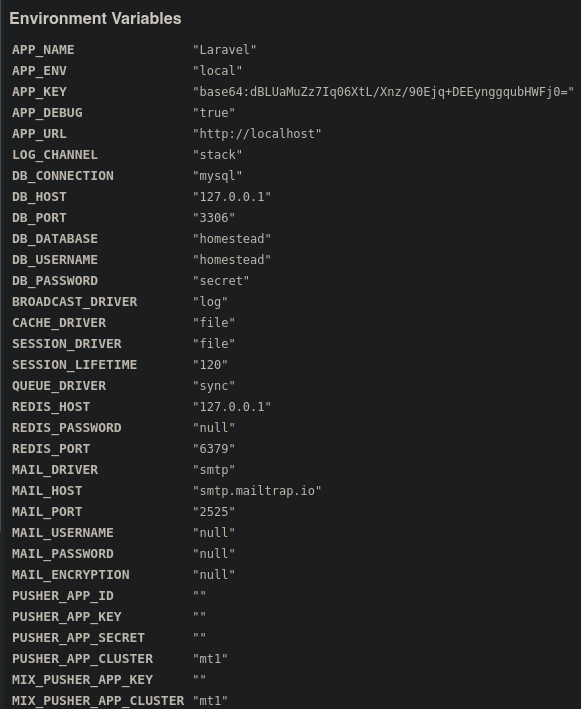 Environment Variables
APP_NAME "Laravel"
APP_ENV "local"
APP_KEY "base64:dBLUaMuZz7Iq06XtL/Xnz/90Ejq+DEEynggqubHWFj0="
APP_DEBUG "true"
APP_URL "http://localhost"
LOG_CHANNEL "stack"
DB_CONNECTION "mysql"
DB_HOST "127.0.0.1"
DB_PORT "3306"
DB_DATABASE "homestead"
DB_USERNAME "homestead"
DB_PASSWORD "secret"
BROADCAST_DRIVER "log"
CACHE_DRIVER "file"
SESSION_DRIVER "file"
SESSION_LIFETIME "120"
QUEUE_DRIVER "sync"
REDIS_HOST "127.0.0.1"
REDIS_PASSWORD "null"
REDIS_PORT "6379"
MAIL_DRIVER "smtp"
MAIL_HOST "smtp.mailtrap.io"
MAIL_PORT "2525"
MAIL_USERNAME "null"
MAIL_PASSWORD "null"
MAIL_ENCRYPTION "null"
PUSHER_APP_ID ""
PUSHER_APP_KEY ""
PUSHER_APP_SECRET ""
PUSHER_APP_CLUSTER "mt1"
MIX_PUSHER_APP_KEY ""
MIX_PUSHER_APP_CLUSTER "mt1"